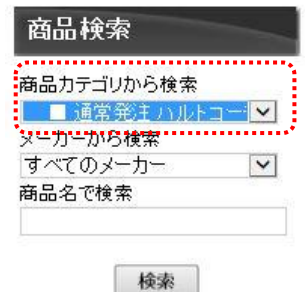 商品検索
商品カテゴリから検索
■ 通常発注 ハルトコー
メーカーから検索
すべてのメーカー
商品名で検索
検索